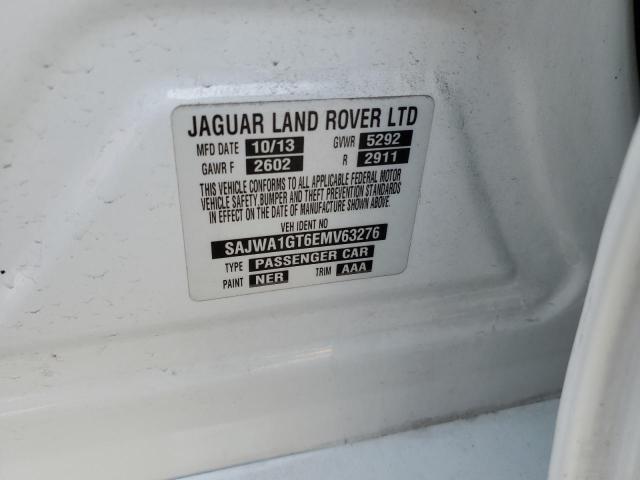 JAGUAR LAND ROVER LTD
MFD DATE 10/13 GVWR 5292
GAWR F 2602 R 2911
THIS VEHICLE CONFORMS TO ALL APPLICABLE FEDERAL MOTOR
VEHICLE SAFETY,BUMPER AND THEFT PREVENTION STANDARDS
IN EFFECT ON THE DATE OF MANUFACTURE SHOWN ABOVE.
VEH IDENT NO
SAJWA1GT6EMV63276
TYPE PASSENGER CAR
PAINT NER TRIM AAA